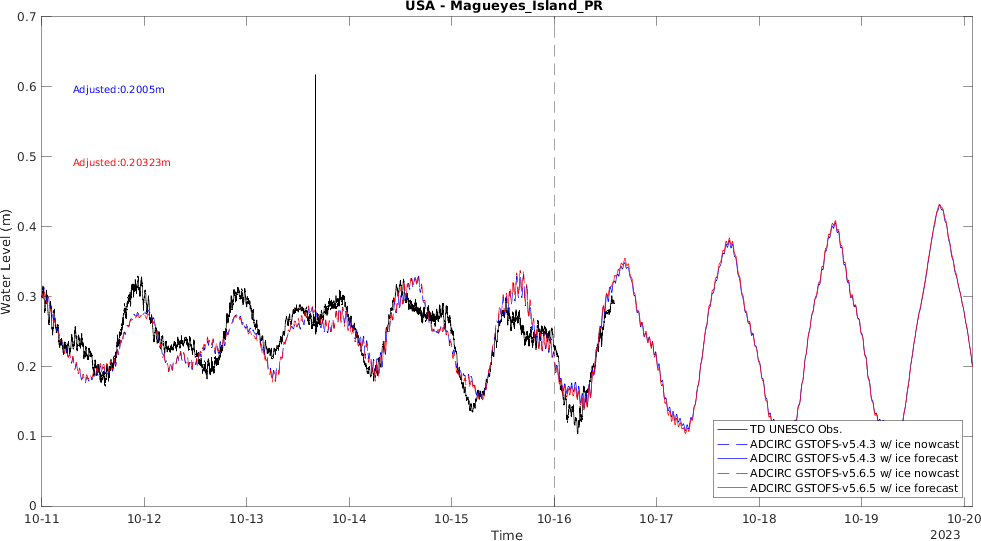 USA - Magueyes_Island_PR
0.7
0.6
0.5
0.4
0.3
0.2
0.1
0
Water Level (m)
Adjusted:0.2005m
Adjusted:0.20323m
TD UNESCO Obs.
ADCIRC GSTOFS-v5.4.3 w/ ice nowcast
ADCIRC GSTOFS-v5.4.3 w/ ice forecast
ADCIRC GSTOFS-v5.6.5 w/ ice nowcast
ADCIRC GSTOFS-v5.6.5 w/ ice forecast
10-11 10-12 10-13 10-14 10-15 10-16 10-17 10-18 10-19 10-20
Time
2023